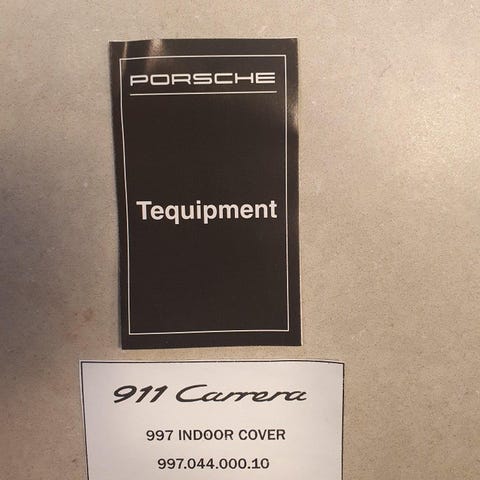 PORSCHE
Tequipment
911 Carrera
997 INDOOR COVER
997.044.000.10